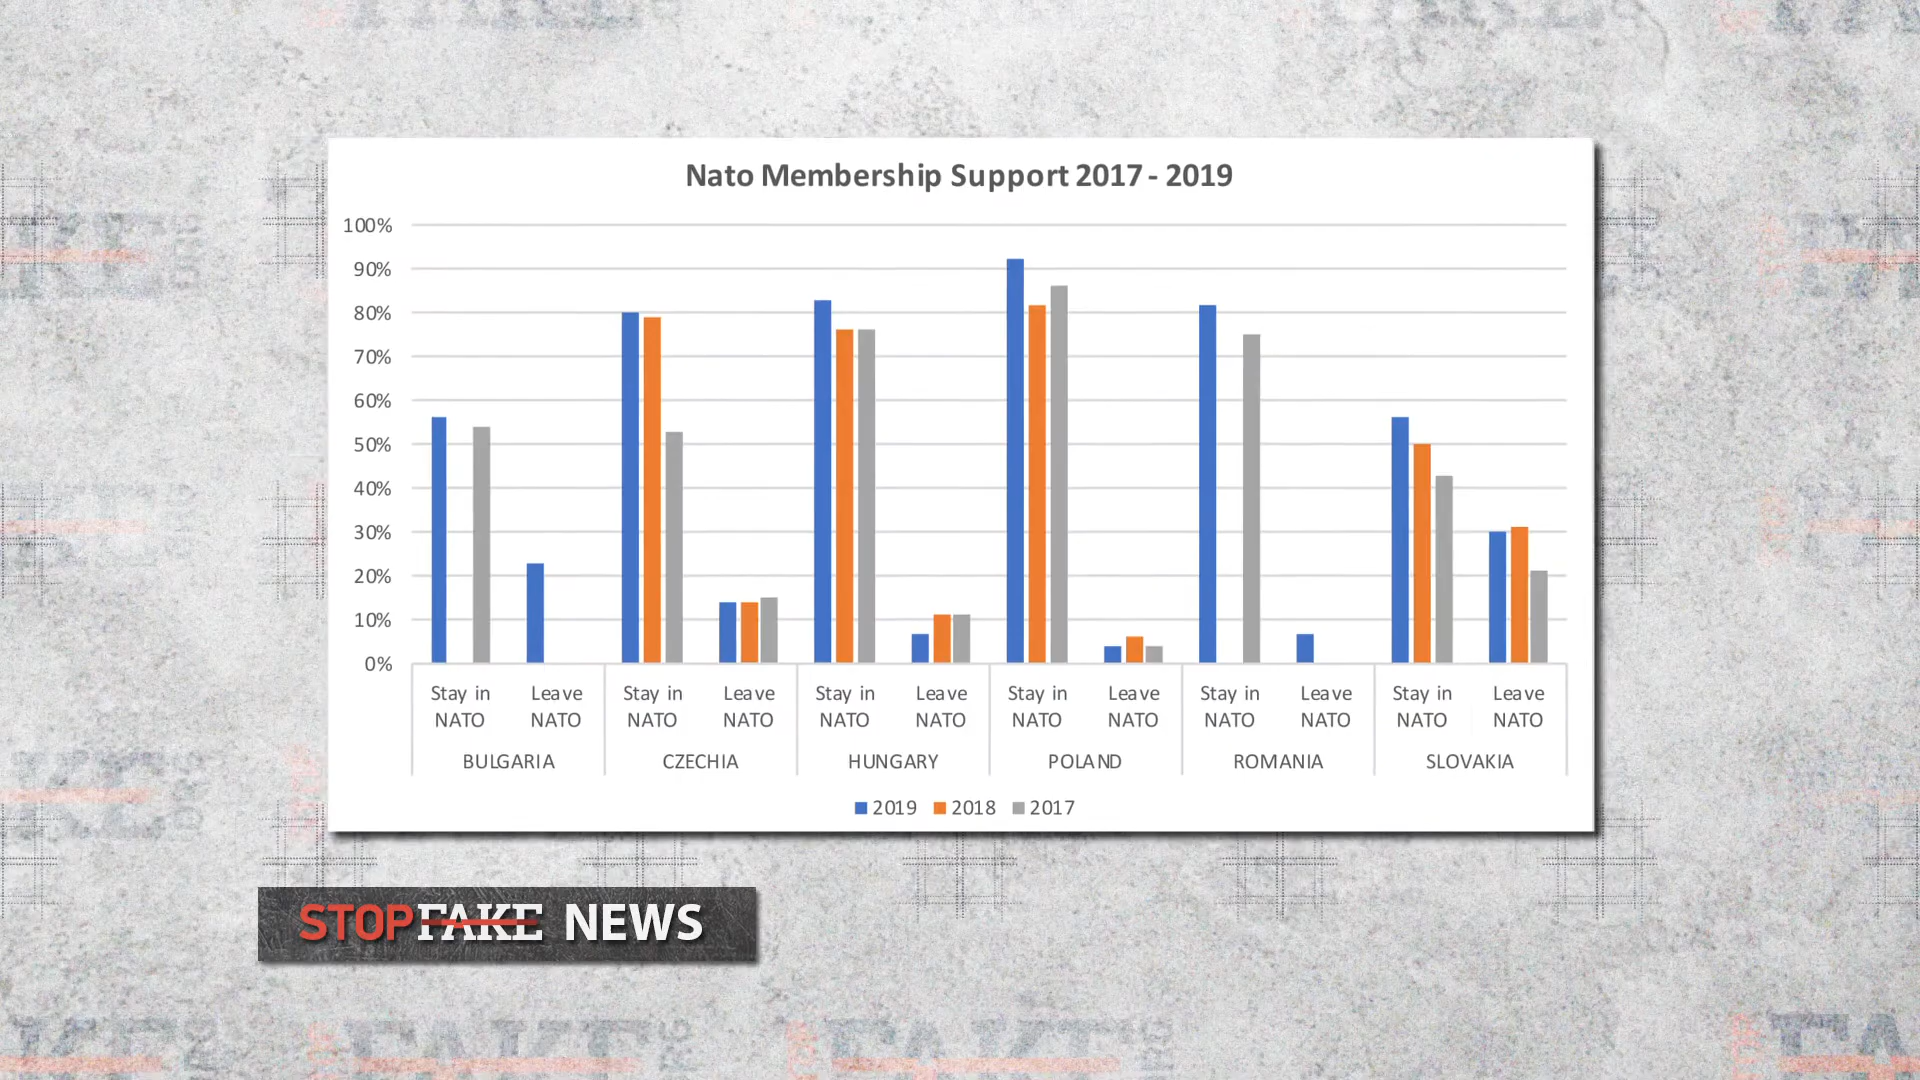 Nato Membership Support 2017 - 2019
100%
90%
80%
70%
60%
50%
40%
30%
20%
10%
0%
Stay in NATO
Leave NATO
Stay in NATO
Leave NATO
Stay in NATO
Leave NATO
Stay in NATO
Leave NATO
Stay in NATO
Leave NATO
Stay in NATO
Leave NATO
BULGARIA
CZECHIA
HUNGARY
POLAND
ROMANIA
SLOVAKIA
2019 2018 2017
STOPFAKE NEWS